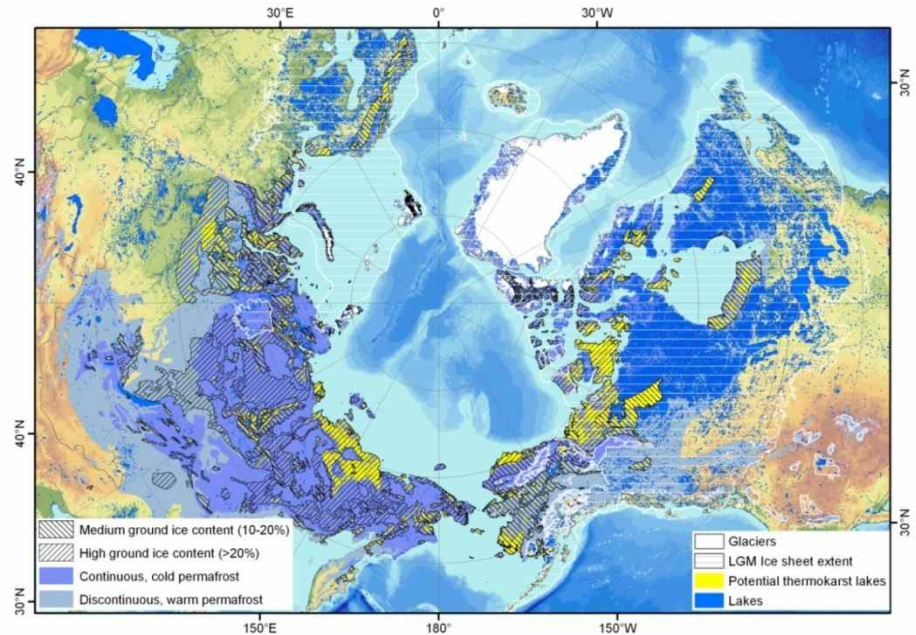 30°E 0° 30°W
30°N
40°N
40°N
30°N
30°N
Medium ground ice content (10-20%)
High ground ice content (>20%)
Continuous, cold permafrost
Discontinuous, warm permafrost
Glaciers
LGM Ice sheet extent
Potential thermokarst lakes
Lakes
150°E 180° 150°W